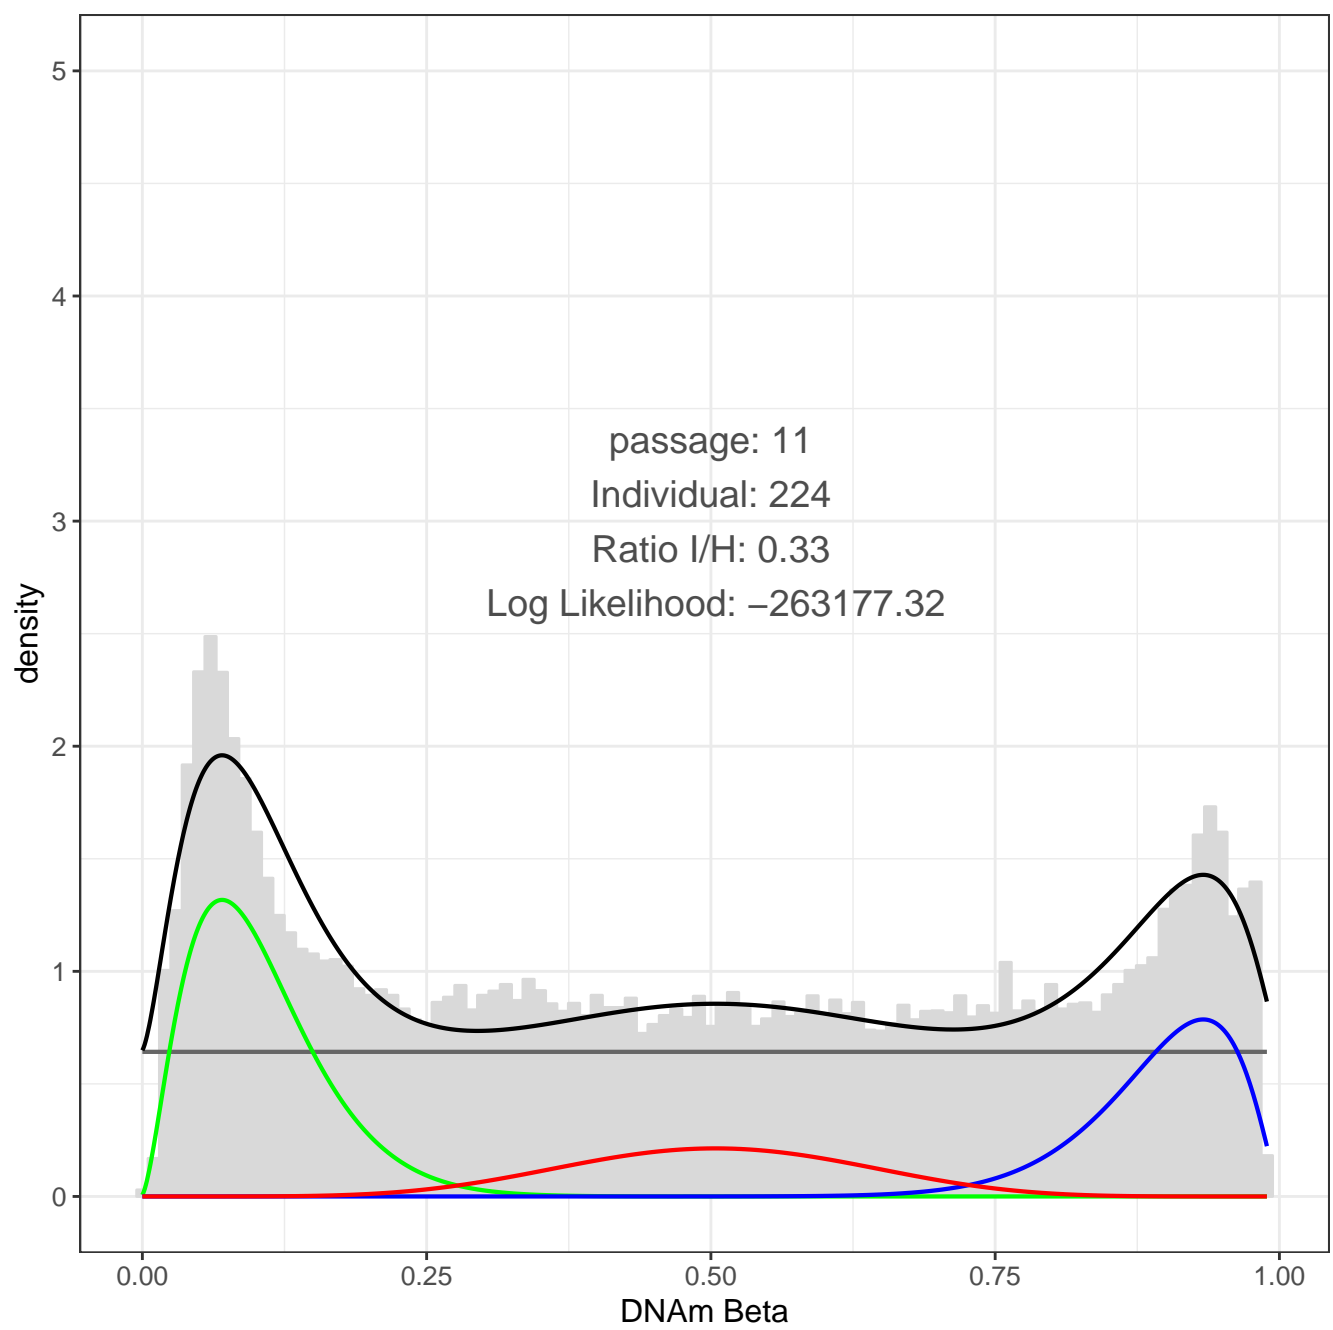 5
4
3
2
1
0
density
passage: 11
Individual: 224
Ratio I/H: 0.33
Log Likelihood: −263177.32
0.00 0.25 0.50 0.75 1.00
DNAm Beta